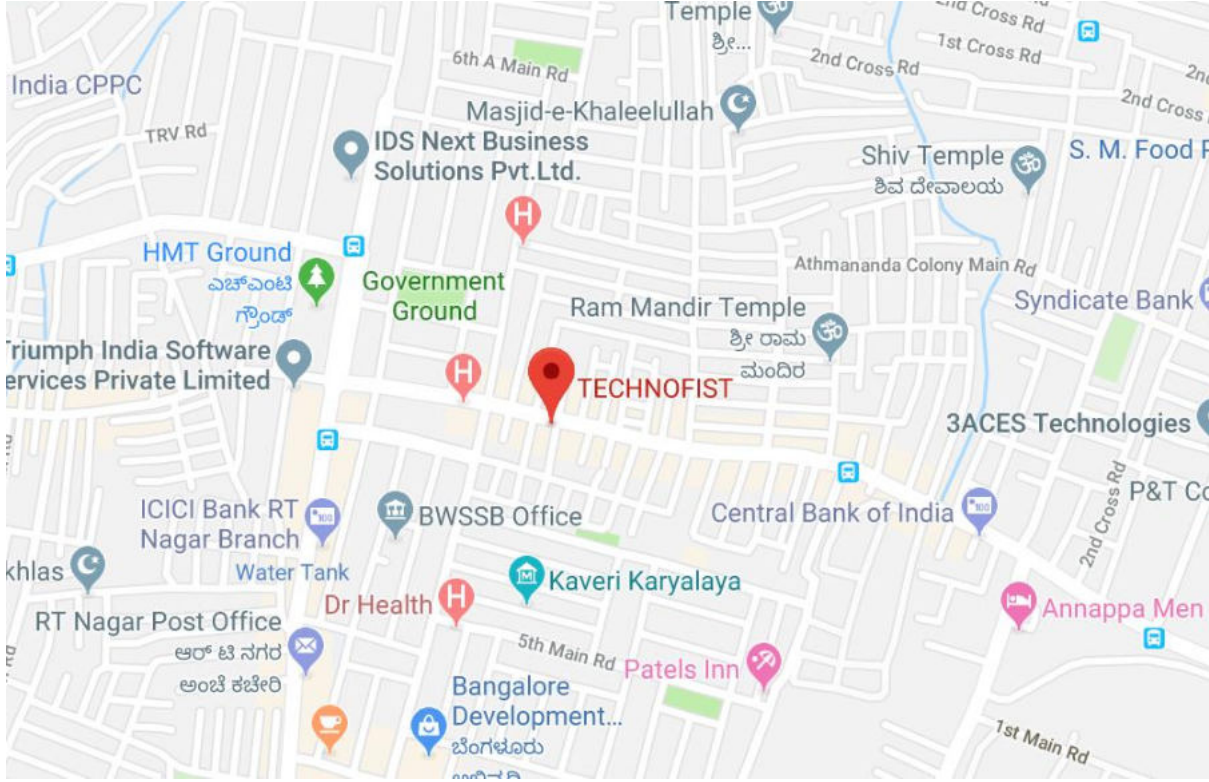 Temple
ಶ್ರೀ...
2nd Cross Rd
2nd Cross Rd
1st Cross Rd
6th A Main Rd
India CPPC
Masjid-e-Khaleelullah
2nd Cross
TRV Rd
IDS Next Business
Solutions Pvt.Ltd.
Shiv Temple
ಶಿವ ದೇವಾಲಯ
S. M. Food P
H
HMT Ground
ಎಚ್ಎಂಟಿ
ಗ್ರೌಂಡ್
Government
Ground
Athmananda Colony Main Rd
Syndicate Bank
Ram Mandir Temple
ಶ್ರೀ ರಾಮ
ಮಂದಿರ
Triumph India Software
ervices Private Limited
H
TECHNOFIST
3ACES Technologies
2nd Cross Rd
P&T Co
ICICI Bank RT
Nagar Branch
BWSSB Office
Central Bank of India
khlas
Water Tank
Kaveri Karyalaya
Dr Health
H
Annappa Men
RT Nagar Post Office
ಆರ್ ಟಿ ನಗರ
ಅಂಚೆ ಕಚೇರಿ
5th Main Rd
Patels Inn
Bangalore
Development...
ಬೆಂಗಳೂರು
1st Main Rd